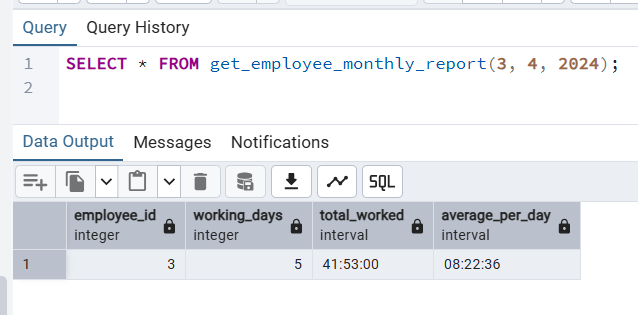 Query Query History
1 SELECT * FROM get_employee_monthly_report(3, 4, 2024);
2
Data Output Messages Notifications
SQL
employee_id working_days total_worked average_per_day
integer integer interval interval
1 3 5 41:53:00 08:22:36